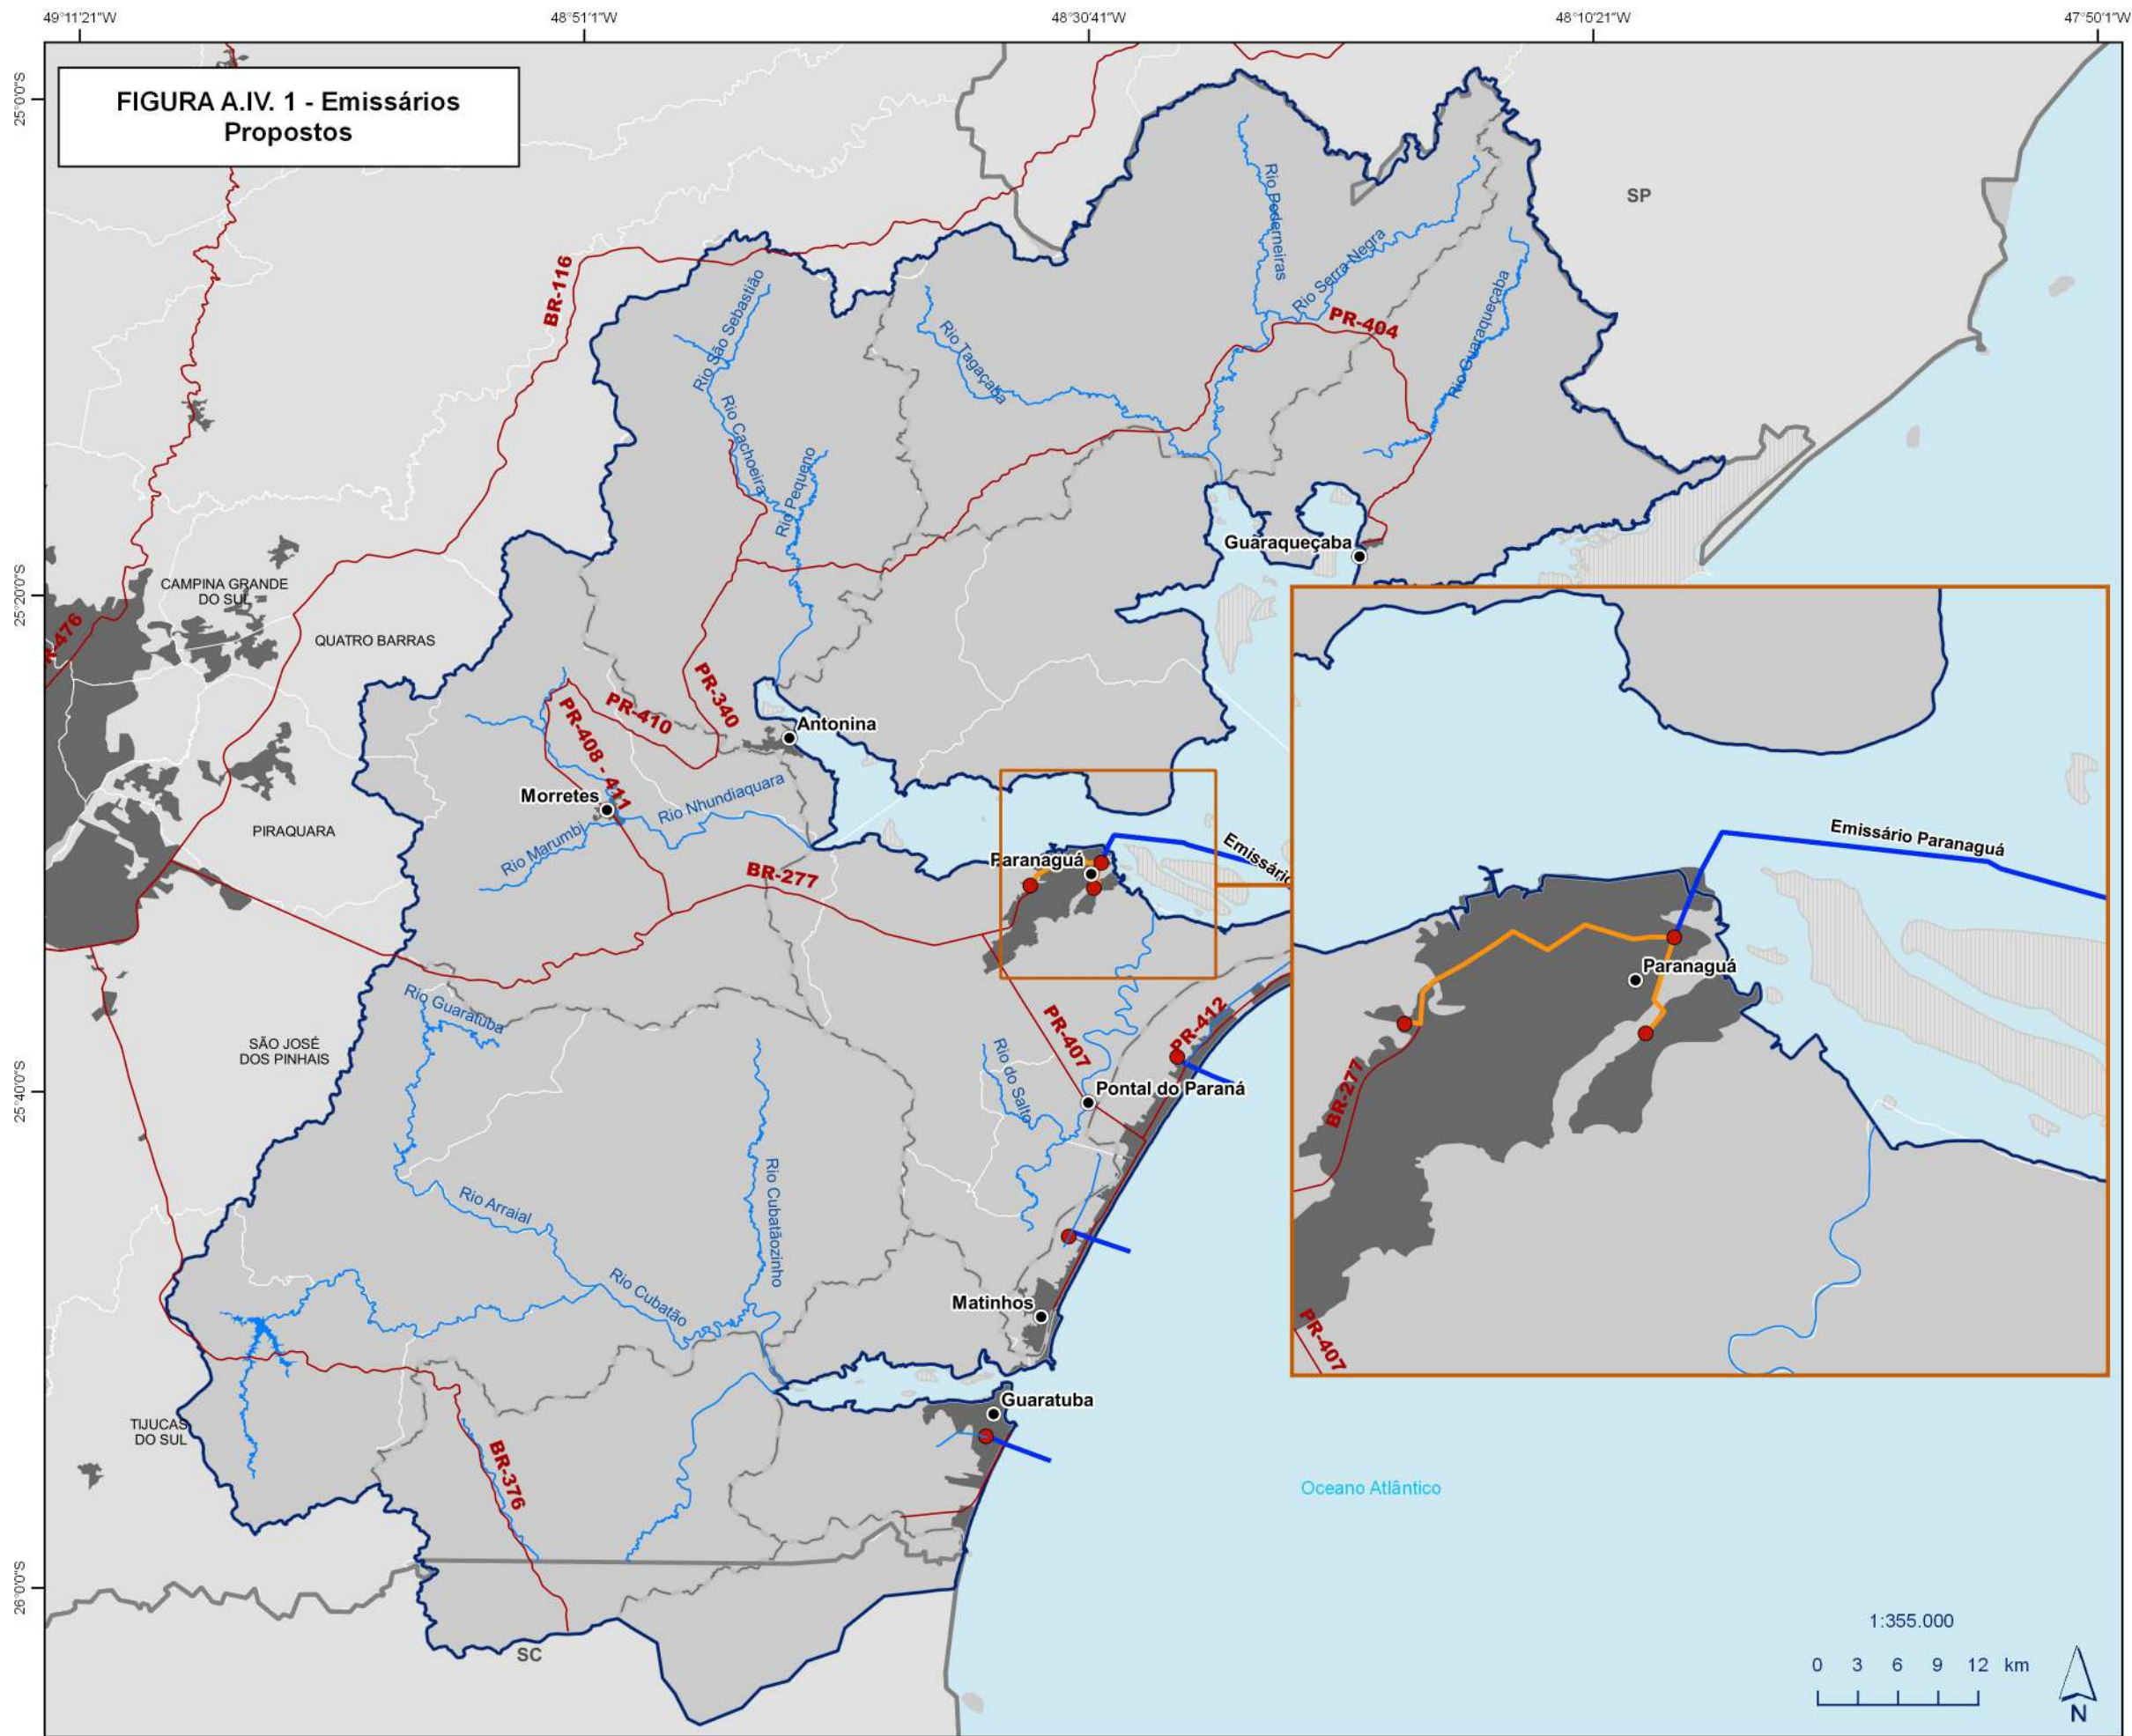 49°11'21"W
48°51'1"W
48°30'41"W
48°10'21"W
47°50'1"W
FIGURA A.IV. 1 - Emissários
Propostos
25°0'0"S
25°20'0"S
25°40'0"S
26°0'0"S
SP
Rio Pederneiras
Rio Serra Negra
BR-116
Rio São Sebastião
PR-404
Rio Guaraqueçaba
Rio Tagaçaba
Rio Cachoeira
Rio Pequeno
Guaraqueçaba
CAMPINA GRANDE
DO SUL
R-476
QUATRO BARRAS
PR-340
PR-410
PR-408 - 411
Antonina
Morretes
Rio Nhundiaquara
PIRAQUARA
Rio Marumbi
BR-277
Paranaguá
Emissário
Emissário Paranaguá
Paranaguá
BR-277
PR-407
Rio Guaratuba
SÃO JOSÉ
DOS PINHAIS
PR-407
PR-412
Rio do Salto
Pontal do Paraná
Rio Arraial
Rio Cubatãozinho
Rio Cubatão
Matinhos
TIJUCAS
DO SUL
Guaratuba
BR-376
Oceano Atlântico
SC
1:355.000
0 3 6 9 12 km
N